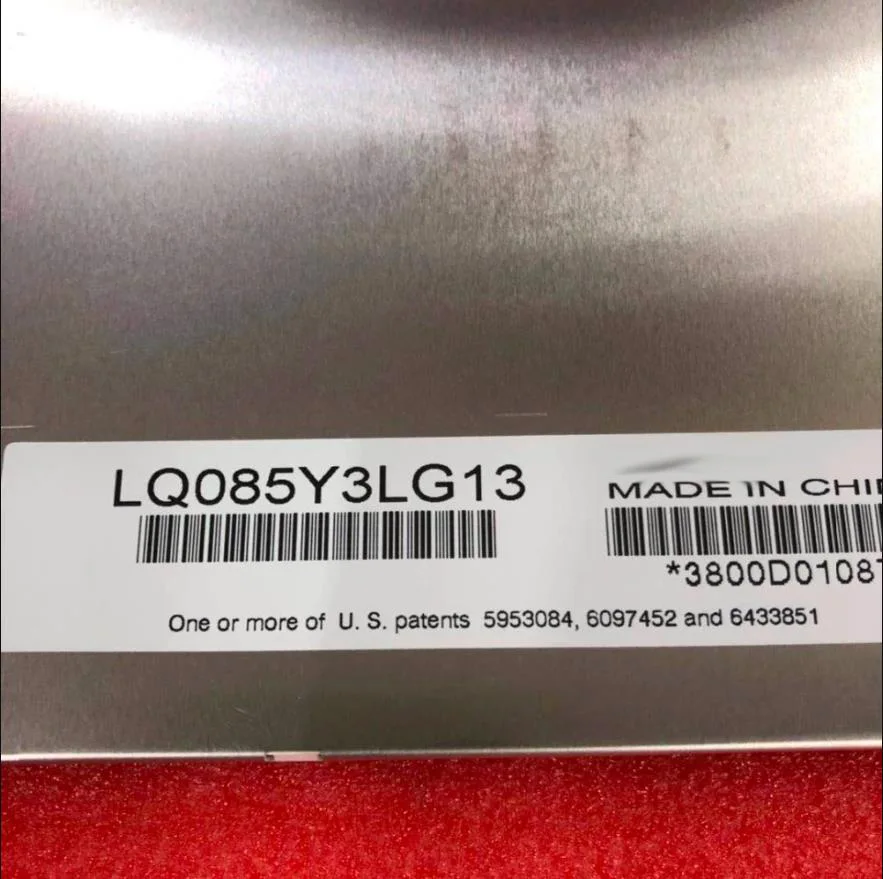 LQ085Y3LG13
MADE IN CHI
*3800D0108
One or more of U. S. patents 5953084, 6097452 and 6433851